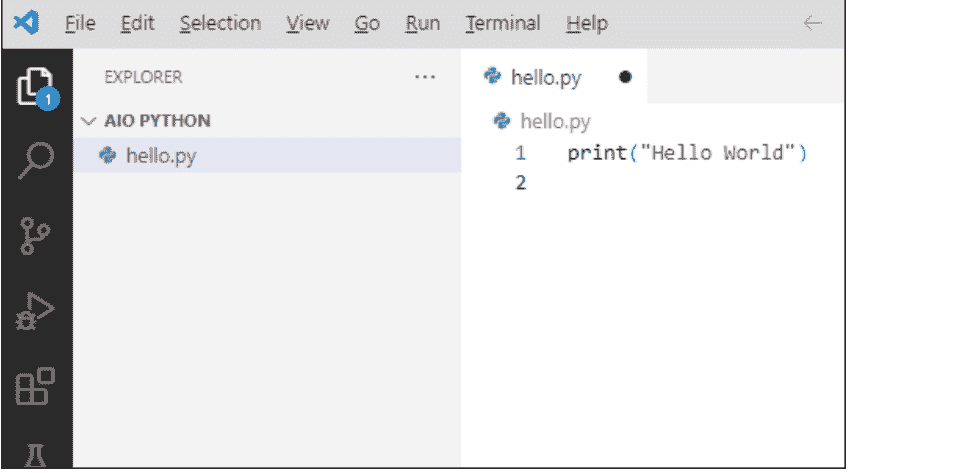 File Edit Selection View Go Run Terminal Help
1
EXPLORER
AIO PYTHON
hello.py
hello.py
hello.py
1 print("Hello World")
2